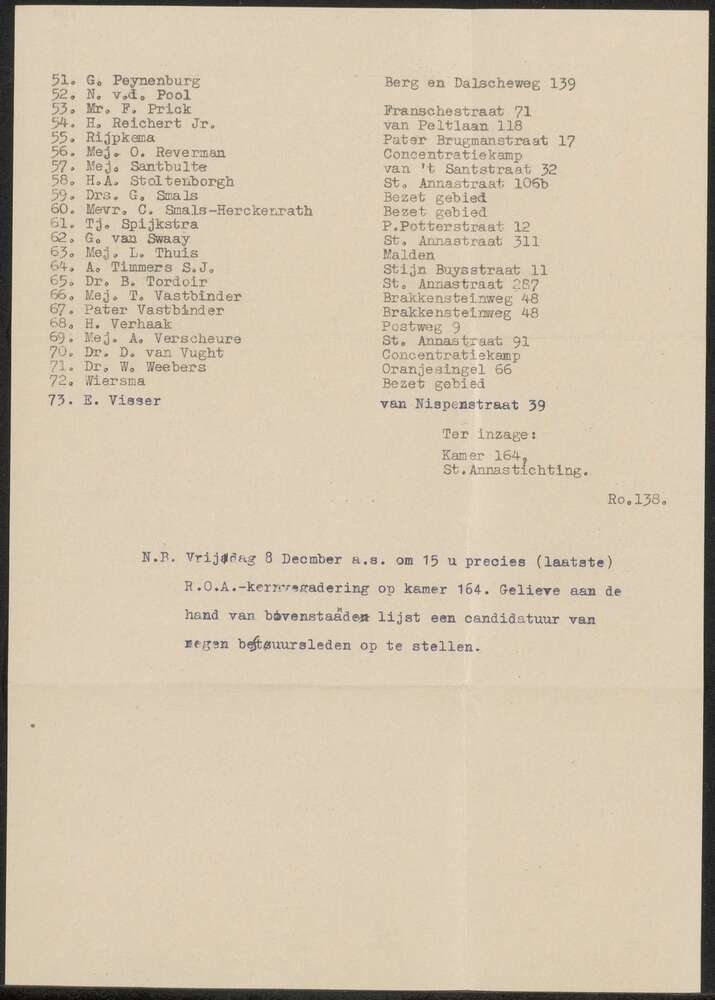 51. G. Peynenburg Berg en Dalscheweg 139
52. N. v.d. Pool
53. Mr. F. Prick Franschestraat 71
54. H. Reichert Jr. van Peltlaan 118
55. Rijpkema Pater Brugmanstraat 17
56. Mej. O. Reverman Concentratiekamp
57. Mej. Santbulte van 't Santstraat 32
58. H.A. Stoltenborgh St. Annastraat 106b
59. Drs. G. Smals Bezet gebied
60. Mevr. C. Smals-Herckenrath Bezet gebied
61. Tj. Spijkstra P.Potterstraat 12
62. G. van Swaay St. Annastraat 311
63. Mej. L. Thuis Malden
64. A. Timmers S.J. Stijn Buysstraat 11
65. Dr. B. Tordoir St. Annastraat 287
66. Mej. T. Vastbinder Brakkensteinweg 48
67. Pater Vastbinder Brakkensteinweg 48
68. H. Verhaak Postweg 9
69. Mej. A. Verscheure St. Annastraat 91
70. Dr. D. van Vught Concentratiekamp
71. Dr. W. Weebers Oranjesingel 66
72. Wiersma Bezet gebied
73. E. Visser van Nispenstraat 39
Ter inzage:
Kamer 164,
St.Annastichting.
Ro.138.
N.B. Vrijdag 8 Decmber a.s. om 15 u precies (laatste)
R.O.A.-kernvegadering op kamer 164. Gelieve aan de
hand van bovenstaande lijst een candidatuur van
negen bestuursleden op te stellen.